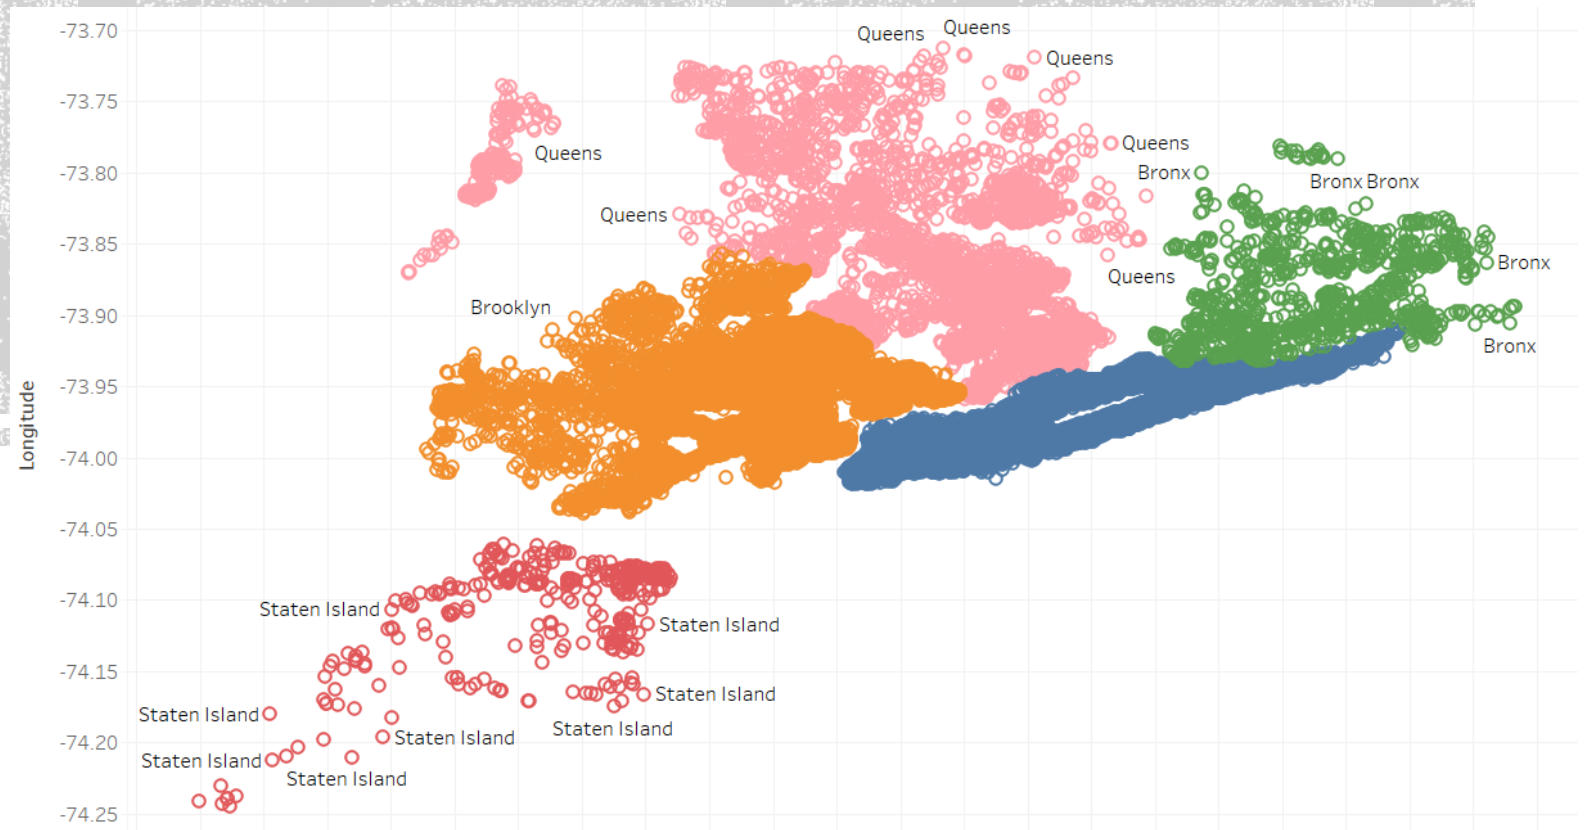 -73.70
Queens Queens
Queens
-73.75
Queens
Queens
-73.80
Bronx
Bronx Bronx
Queens
-73.85
Bronx
Queens
Brooklyn
-73.90
Bronx
-73.95
Longitude
-74.00
-74.05
-74.10
Staten Island
Staten Island
-74.15
Staten Island
Staten Island
Staten Island
Staten Island
-74.20
Staten Island
Staten Island
-74.25